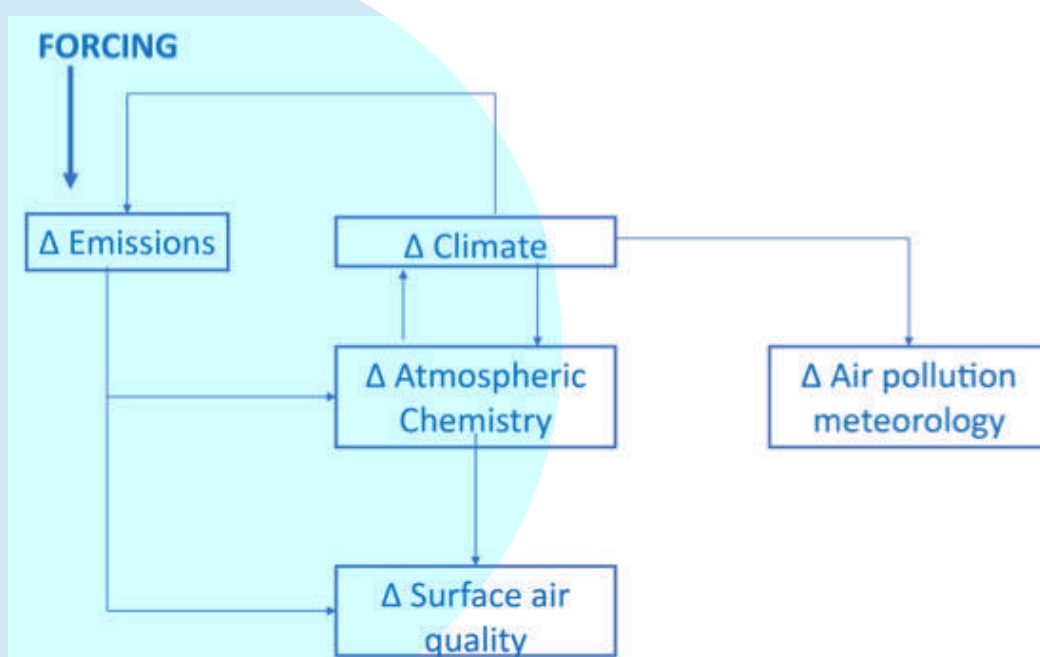 FORCING
Δ Emissions
Δ Climate
Δ Atmospheric
Chemistry
Δ Air pollution
meteorology
Δ Surface air
quality